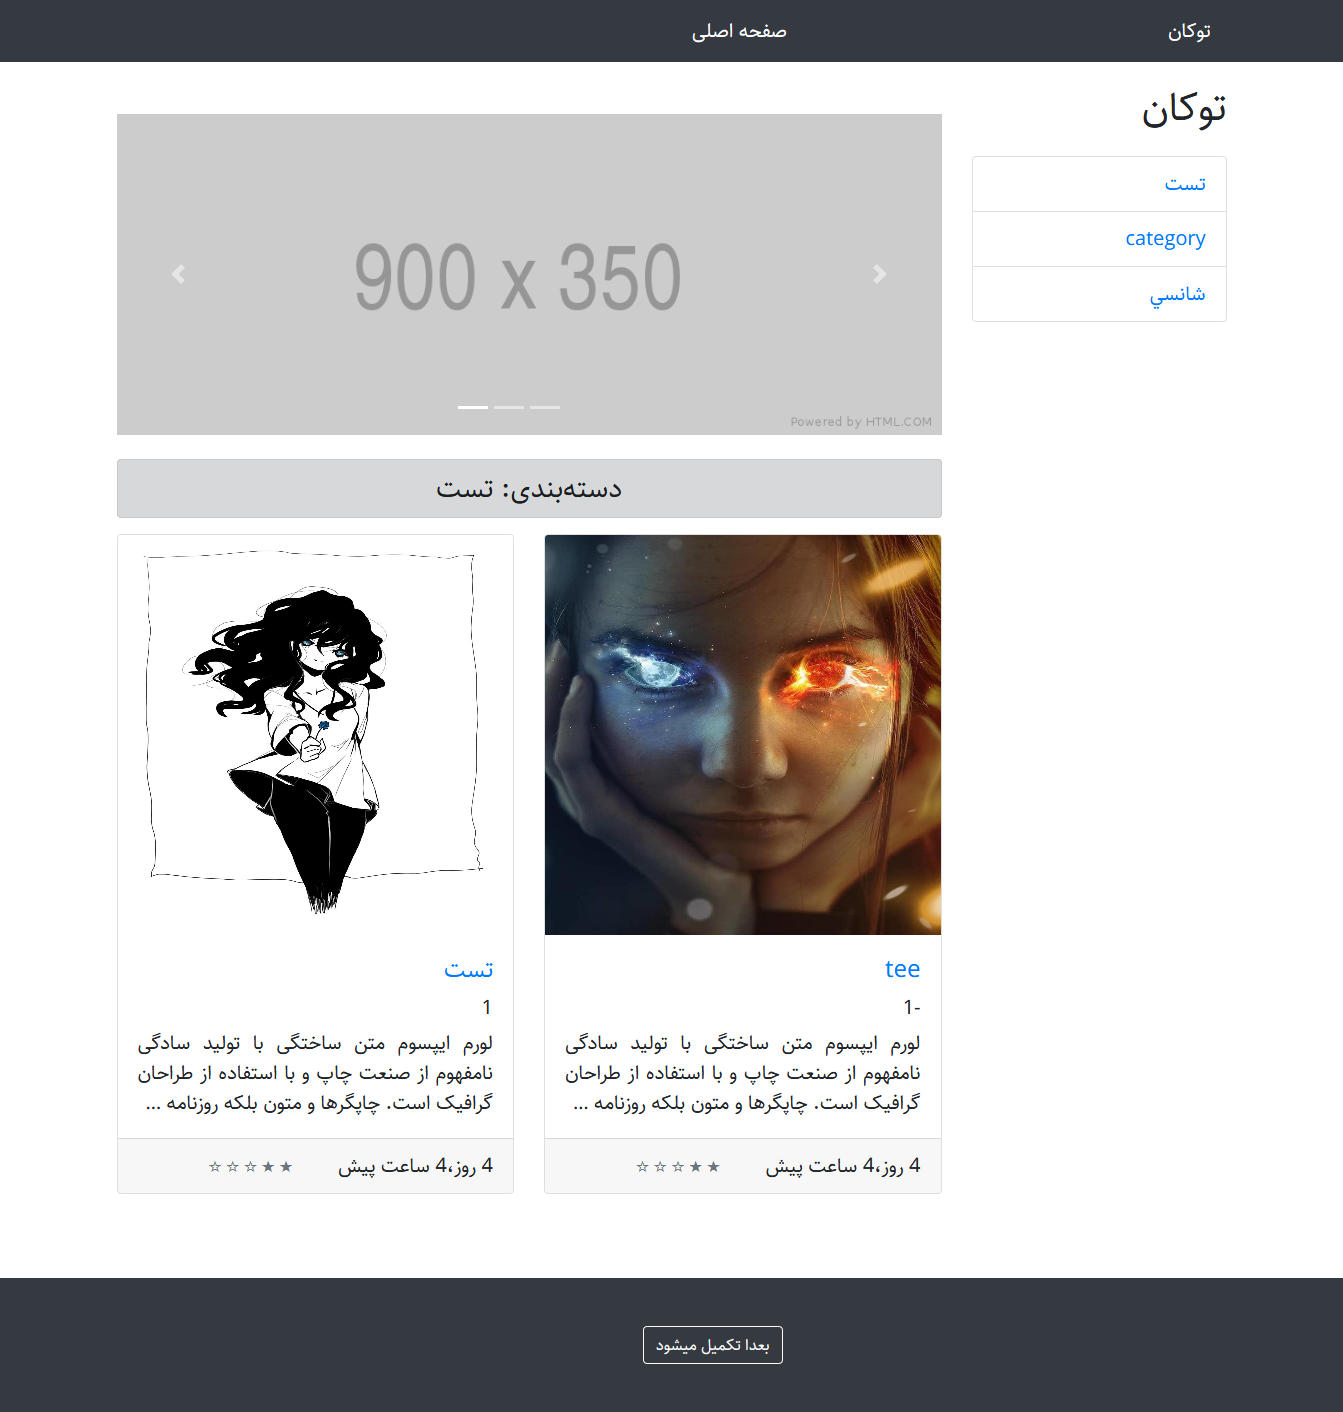 توکان
صفحه اصلی
توکان
تست
category
شانسي
900 x 350
Powered by HTML.COM
دسته‌بندی: تست
tee
-1
لورم ایپسوم متن ساختگی با تولید سادگی
نامفهوم از صنعت چاپ و با استفاده از طراحان
گرافیک است. چاپگرها و متون بلکه روزنامه ...
4 روز،4 ساعت پیش ★ ★ ☆ ☆ ☆
تست
1
لورم ایپسوم متن ساختگی با تولید سادگی
نامفهوم از صنعت چاپ و با استفاده از طراحان
گرافیک است. چاپگرها و متون بلکه روزنامه ...
4 روز،4 ساعت پیش ★ ★ ☆ ☆ ☆
بعدا تکمیل میشود